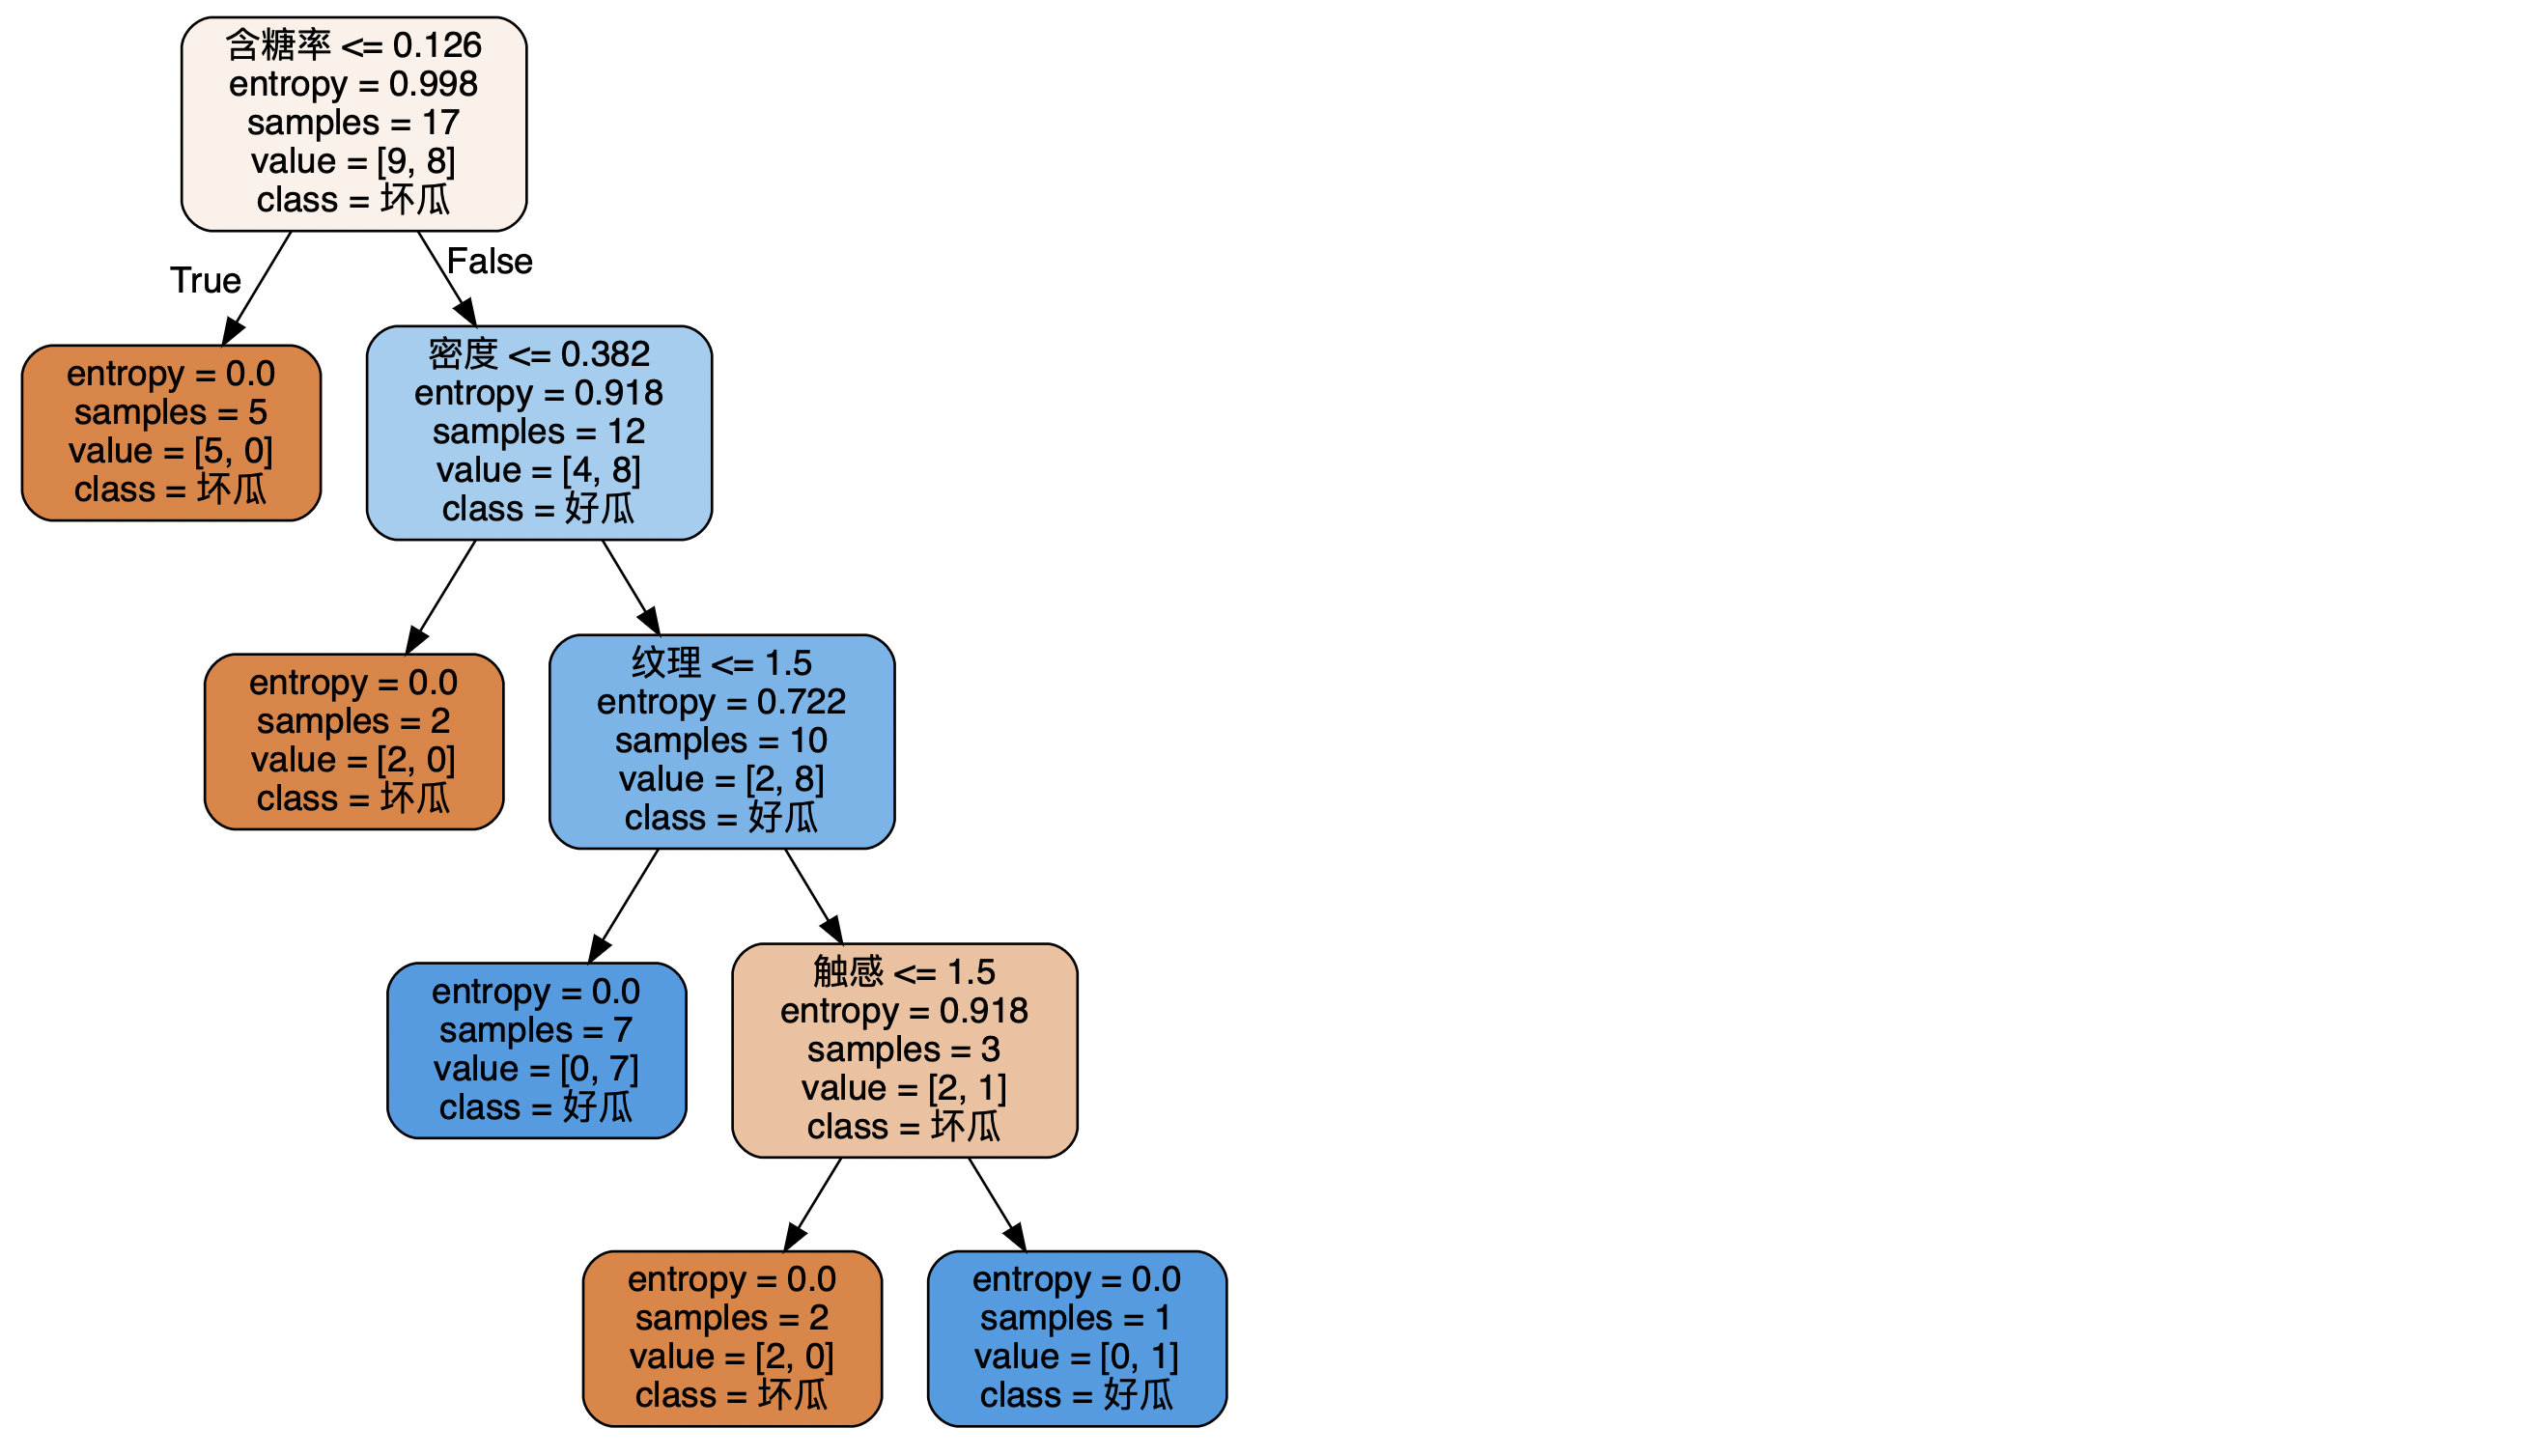 含糖率 <= 0.126
entropy = 0.998
samples = 17
value = [9, 8]
class = 坏瓜
True
False
entropy = 0.0
samples = 5
value = [5, 0]
class = 坏瓜
密度 <= 0.382
entropy = 0.918
samples = 12
value = [4, 8]
class = 好瓜
entropy = 0.0
samples = 2
value = [2, 0]
class = 坏瓜
纹理 <= 1.5
entropy = 0.722
samples = 10
value = [2, 8]
class = 好瓜
entropy = 0.0
samples = 7
value = [0, 7]
class = 好瓜
触感 <= 1.5
entropy = 0.918
samples = 3
value = [2, 1]
class = 坏瓜
entropy = 0.0
samples = 2
value = [2, 0]
class = 坏瓜
entropy = 0.0
samples = 1
value = [0, 1]
class = 好瓜